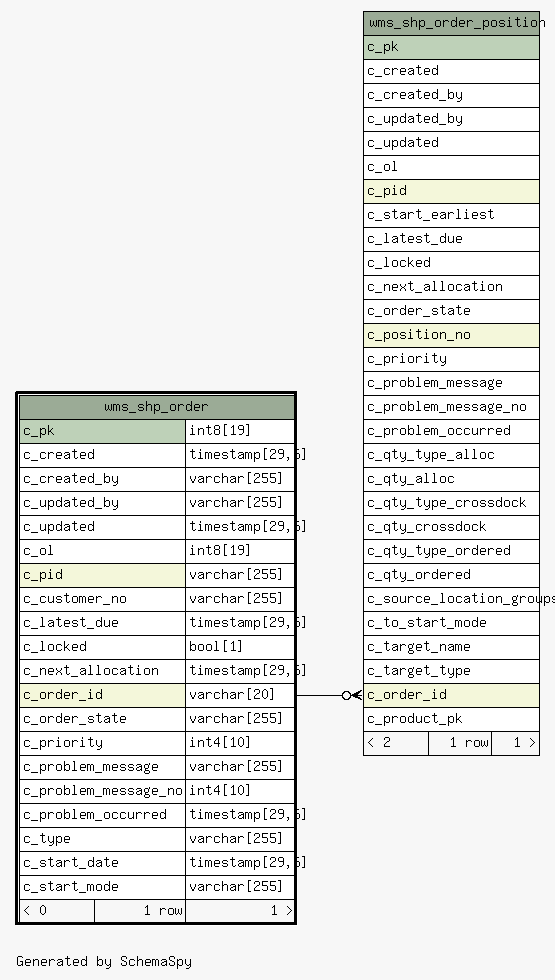 wms_shp_order_position
c_pk
c_created
c_created_by
c_updated_by
c_updated
c_ol
c_pid
c_start_earliest
c_latest_due
c_locked
c_next_allocation
c_order_state
c_position_no
c_priority
c_problem_message
c_problem_message_no
c_problem_occurred
c_qty_type_alloc
c_qty_alloc
c_qty_type_crossdock
c_qty_crossdock
c_qty_type_ordered
c_qty_ordered
c_source_location_groups
c_to_start_mode
c_target_name
c_target_type
c_order_id
c_product_pk
< 2 1 row 1 >
wms_shp_order
c_pk int8[19]
c_created timestamp[29,6]
c_created_by varchar[255]
c_updated_by varchar[255]
c_updated timestamp[29,6]
c_ol int8[19]
c_pid varchar[255]
c_customer_no varchar[255]
c_latest_due timestamp[29,6]
c_locked bool[1]
c_next_allocation timestamp[29,6]
c_order_id varchar[20]
c_order_state varchar[255]
c_priority int4[10]
c_problem_message varchar[255]
c_problem_message_no int4[10]
c_problem_occurred timestamp[29,6]
c_type varchar[255]
c_start_date timestamp[29,6]
c_start_mode varchar[255]
< 0 1 row 1 >
Generated by SchemaSpy